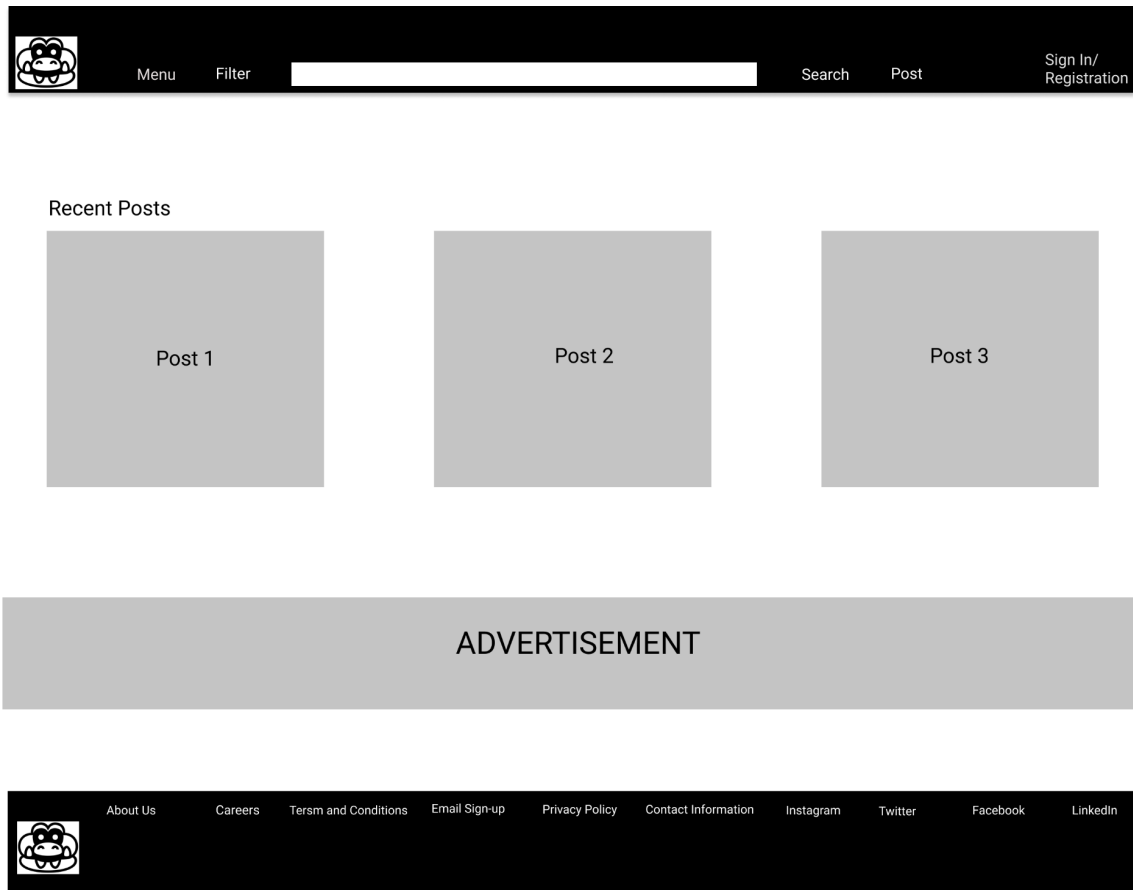 Menu
Filter
Search
Post
Sign In/
Registration
Recent Posts
Post 1
Post 2
Post 3
ADVERTISEMENT
About Us
Careers
Tersm and Conditions
Email Sign-up
Privacy Policy
Contact Information
Instagram
Twitter
Facebook
LinkedIn